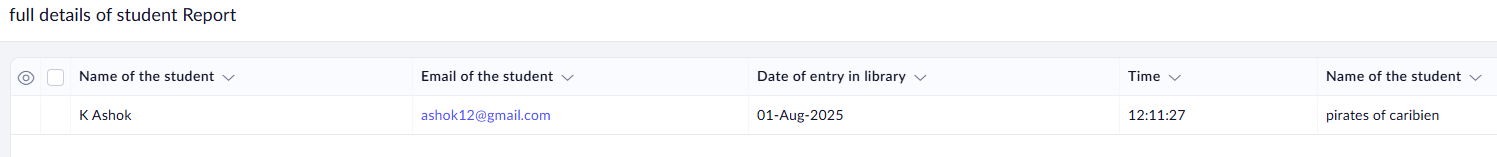 full details of student Report
Name of the student Email of the student Date of entry in library Time Name of the student
K Ashok ashok12@gmail.com 01-Aug-2025 12:11:27 pirates of caribien